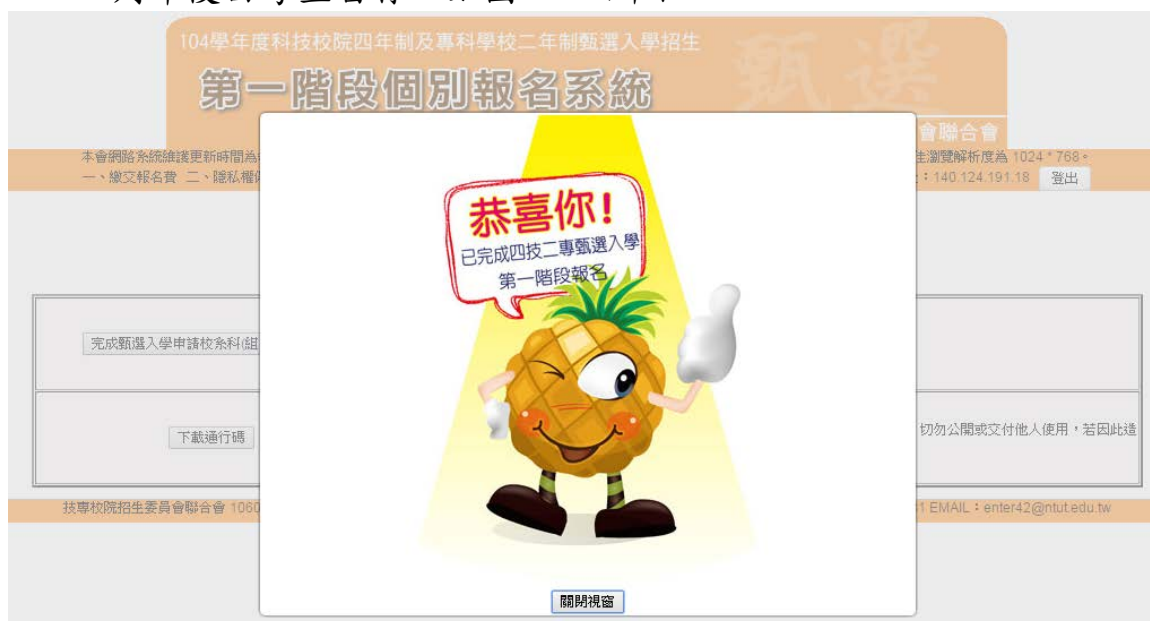 104學年度科技校院四年制及專科學校二年制甄選入學招生
甄選
第一階段個別報名系統
會聯合會
本會網路系統維護更新時間為
佳瀏覽解析度為 1024 * 768。
一、繳交報名費 二、隱私權
：140.124.191.18 登出
恭喜你!
已完成四技二專甄選入學
第一階段報名
完成甄選入學申請校系科(組
下載通行碼
切勿公開或交付他人使用，若因此造
技專校院招生委員會聯合會 1060
1 EMAIL：enter42@ntut.edu.tw
關閉視窗